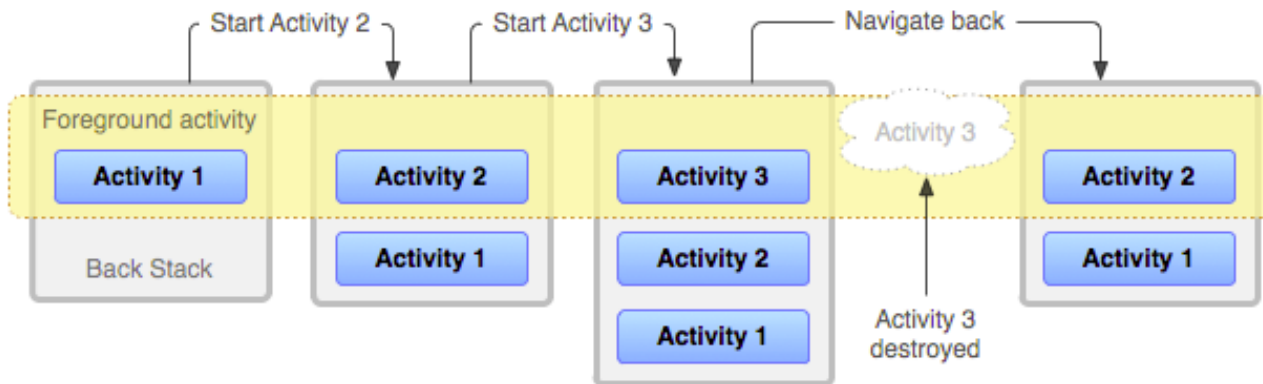 Start Activity 2
Start Activity 3
Navigate back
Foreground activity
Activity 1
Back Stack
Activity 2
Activity 1
Activity 3
Activity 2
Activity 1
Activity 3
Activity 3
destroyed
Activity 2
Activity 1